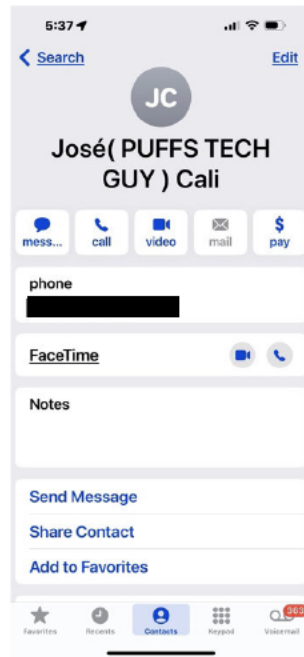 5:37
Search
Edit
JC
José( PUFFS TECH
GUY ) Cali
mess...
call
video
mail
$
pay
phone
FaceTime
Notes
Send Message
Share Contact
Add to Favorites
363
Favorites
Recents
Contacts
Keypad
Voicemail